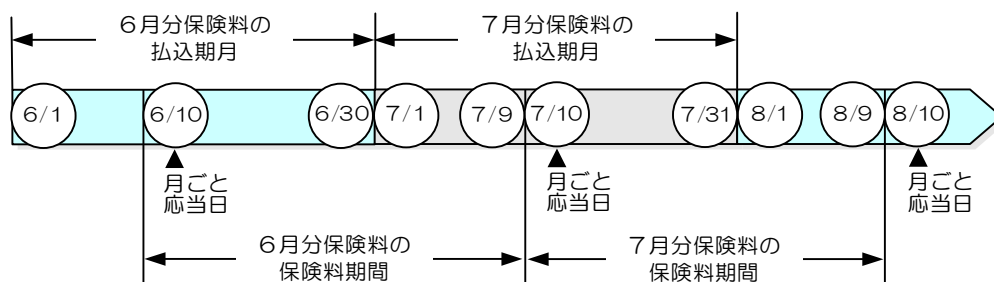 ６月分保険料の
払込期月
７月分保険料の
払込期月
6/1
6/10
6/30
7/1
7/9
7/10
7/31
8/1
8/9
8/10
月ごと
応当日
月ごと
応当日
月ごと
応当日
６月分保険料の
保険料期間
７月分保険料の
保険料期間